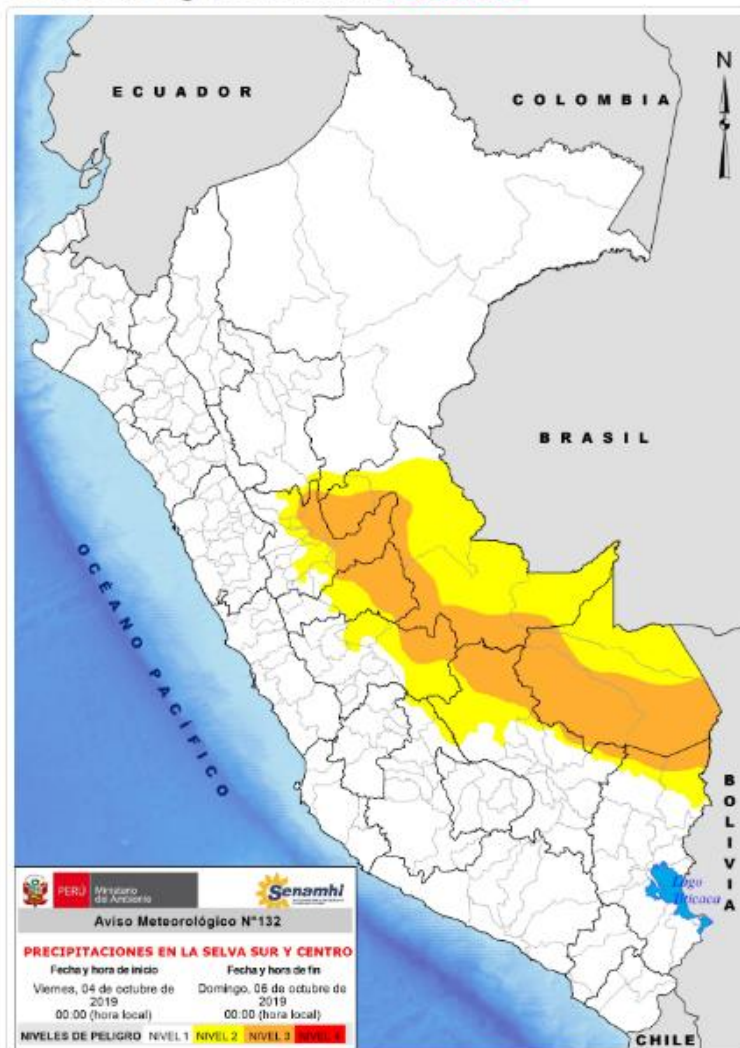 ECUADOR
COLOMBIA
N
BRASIL
OCÉANO PACÍFICO
BOLIVIA
Lago
Titicaca
CHILE
PERÚ
Ministerio
del Ambiente
Senamhi
Aviso Meteorológico N°132
PRECIPITACIONES EN LA SELVA SUR Y CENTRO
Fecha y hora de inicio
Viernes, 04 de octubre de
2019
00:00 (hora local)
Fecha y hora de fin
Domingo, 06 de octubre de
2019
00:00 (hora local)
NIVELES DE PELIGRO NIVEL 1 NIVEL 2 NIVEL 3 NIVEL 4